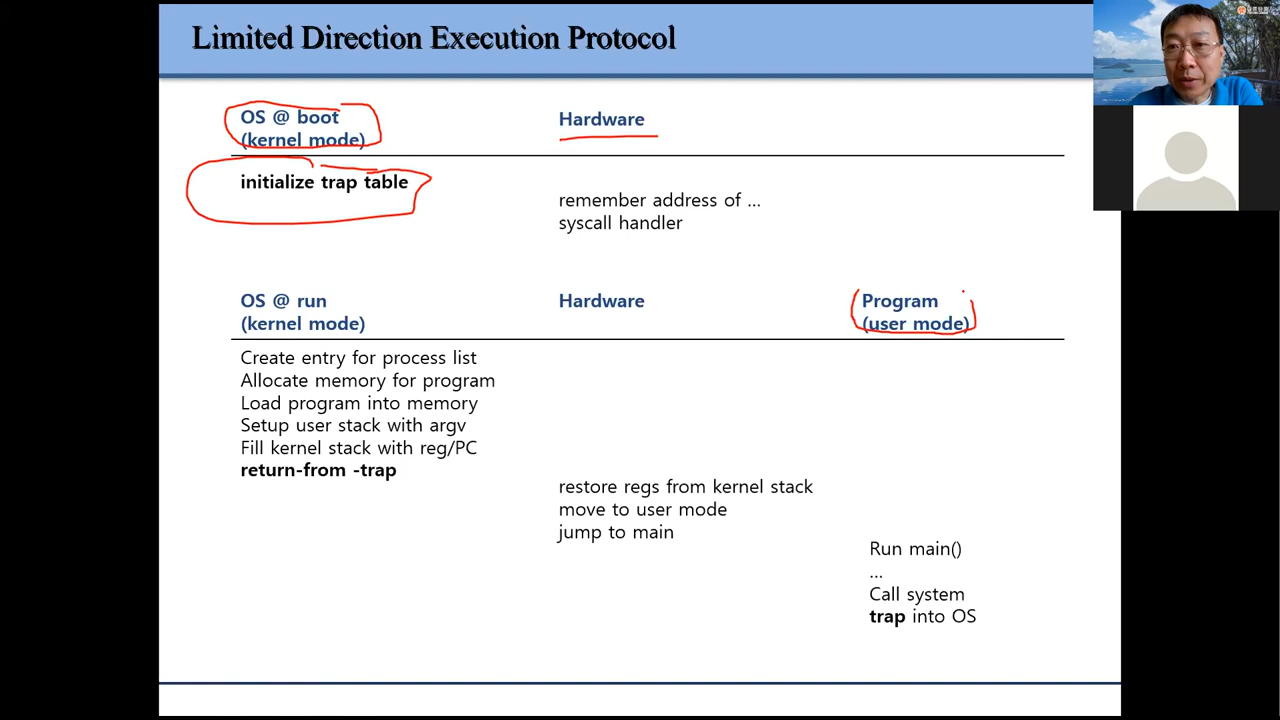 Limited Direction Execution Protocol
OS @ boot
(kernel mode)
Hardware
initialize trap table
remember address of ...
syscall handler
OS @ run
(kernel mode)
Hardware
Program
(user mode)
Create entry for process list
Allocate memory for program
Load program into memory
Setup user stack with argv
Fill kernel stack with reg/PC
return-from -trap
restore regs from kernel stack
move to user mode
jump to main
Run main()
...
Call system
trap into OS